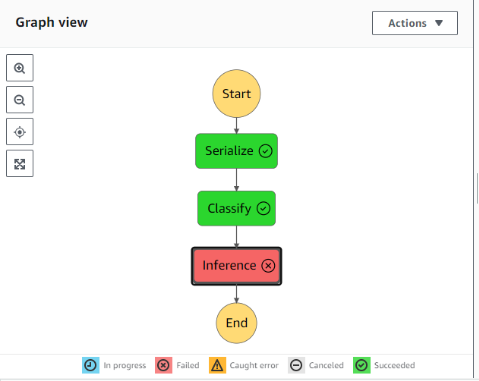 Graph view
Actions
Start
Serialize
Classify
Inference
End
In progress Failed Caught error Canceled Succeeded